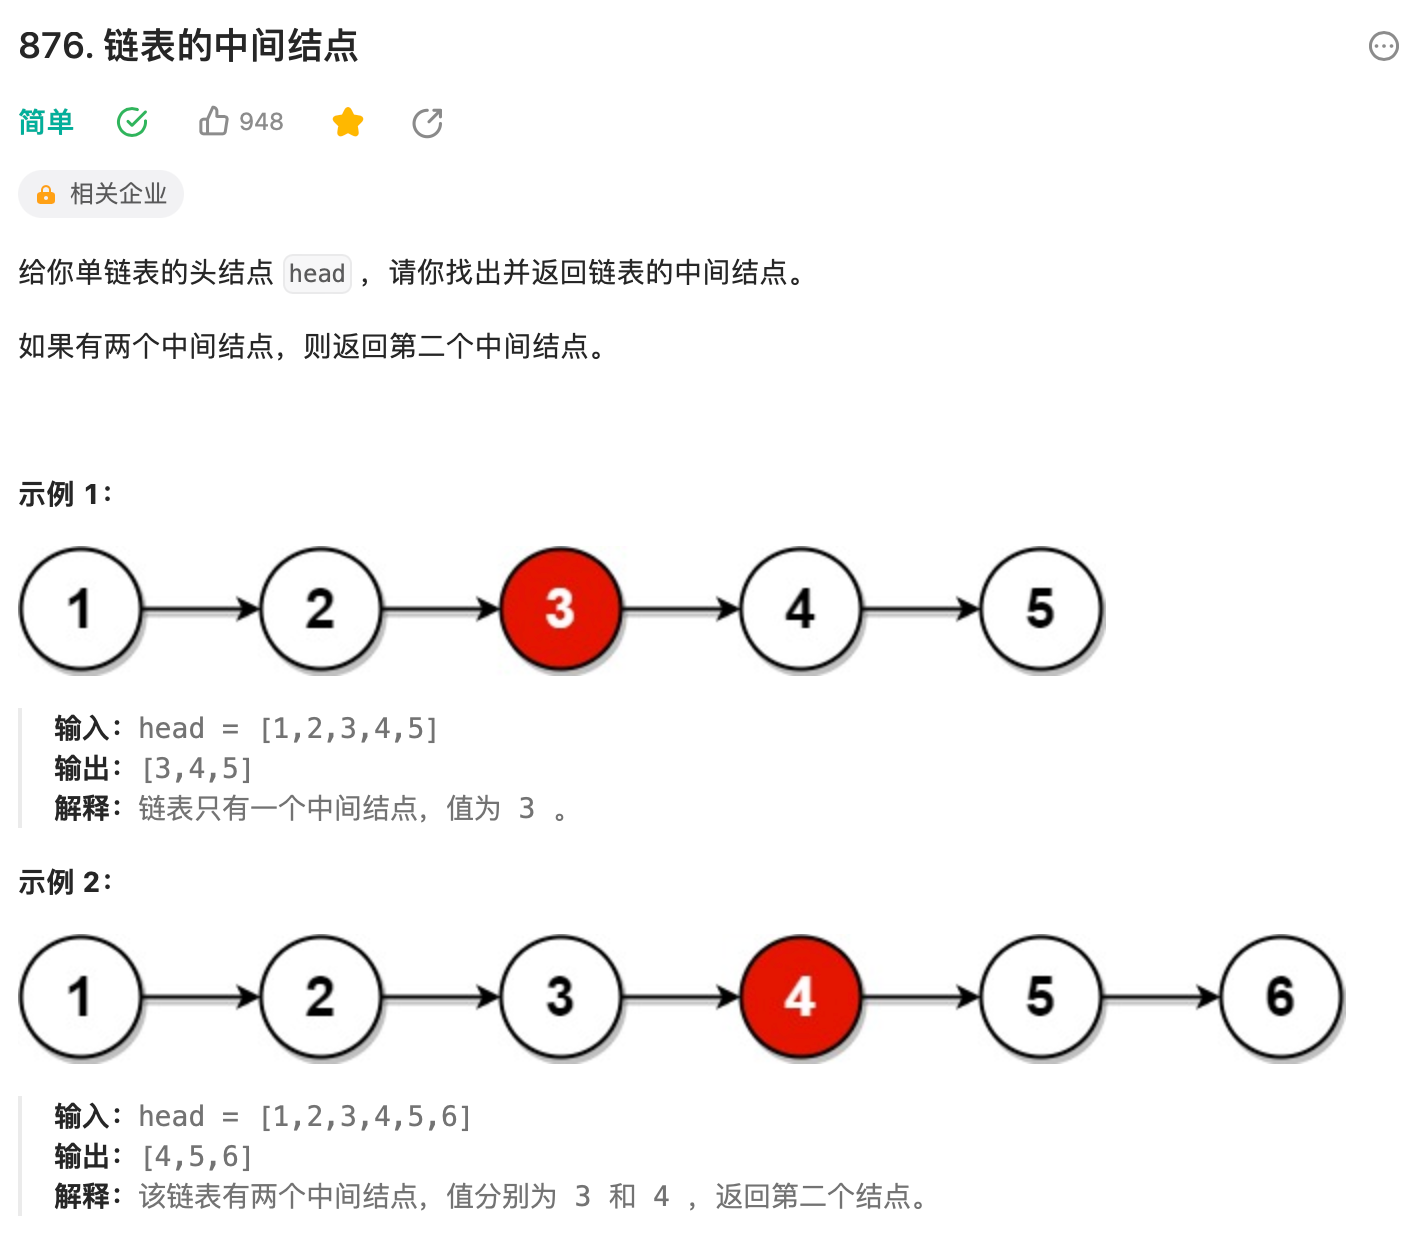 876. 链表的中间结点
简单
948
相关企业
给你单链表的头结点 head ，请你找出并返回链表的中间结点。
如果有两个中间结点，则返回第二个中间结点。
示例 1：
1 2 3 4 5
输入：head = [1,2,3,4,5]
输出：[3,4,5]
解释：链表只有一个中间结点，值为 3 。
示例 2：
1 2 3 4 5 6
输入：head = [1,2,3,4,5,6]
输出：[4,5,6]
解释：该链表有两个中间结点，值分别为 3 和 4 ，返回第二个结点。